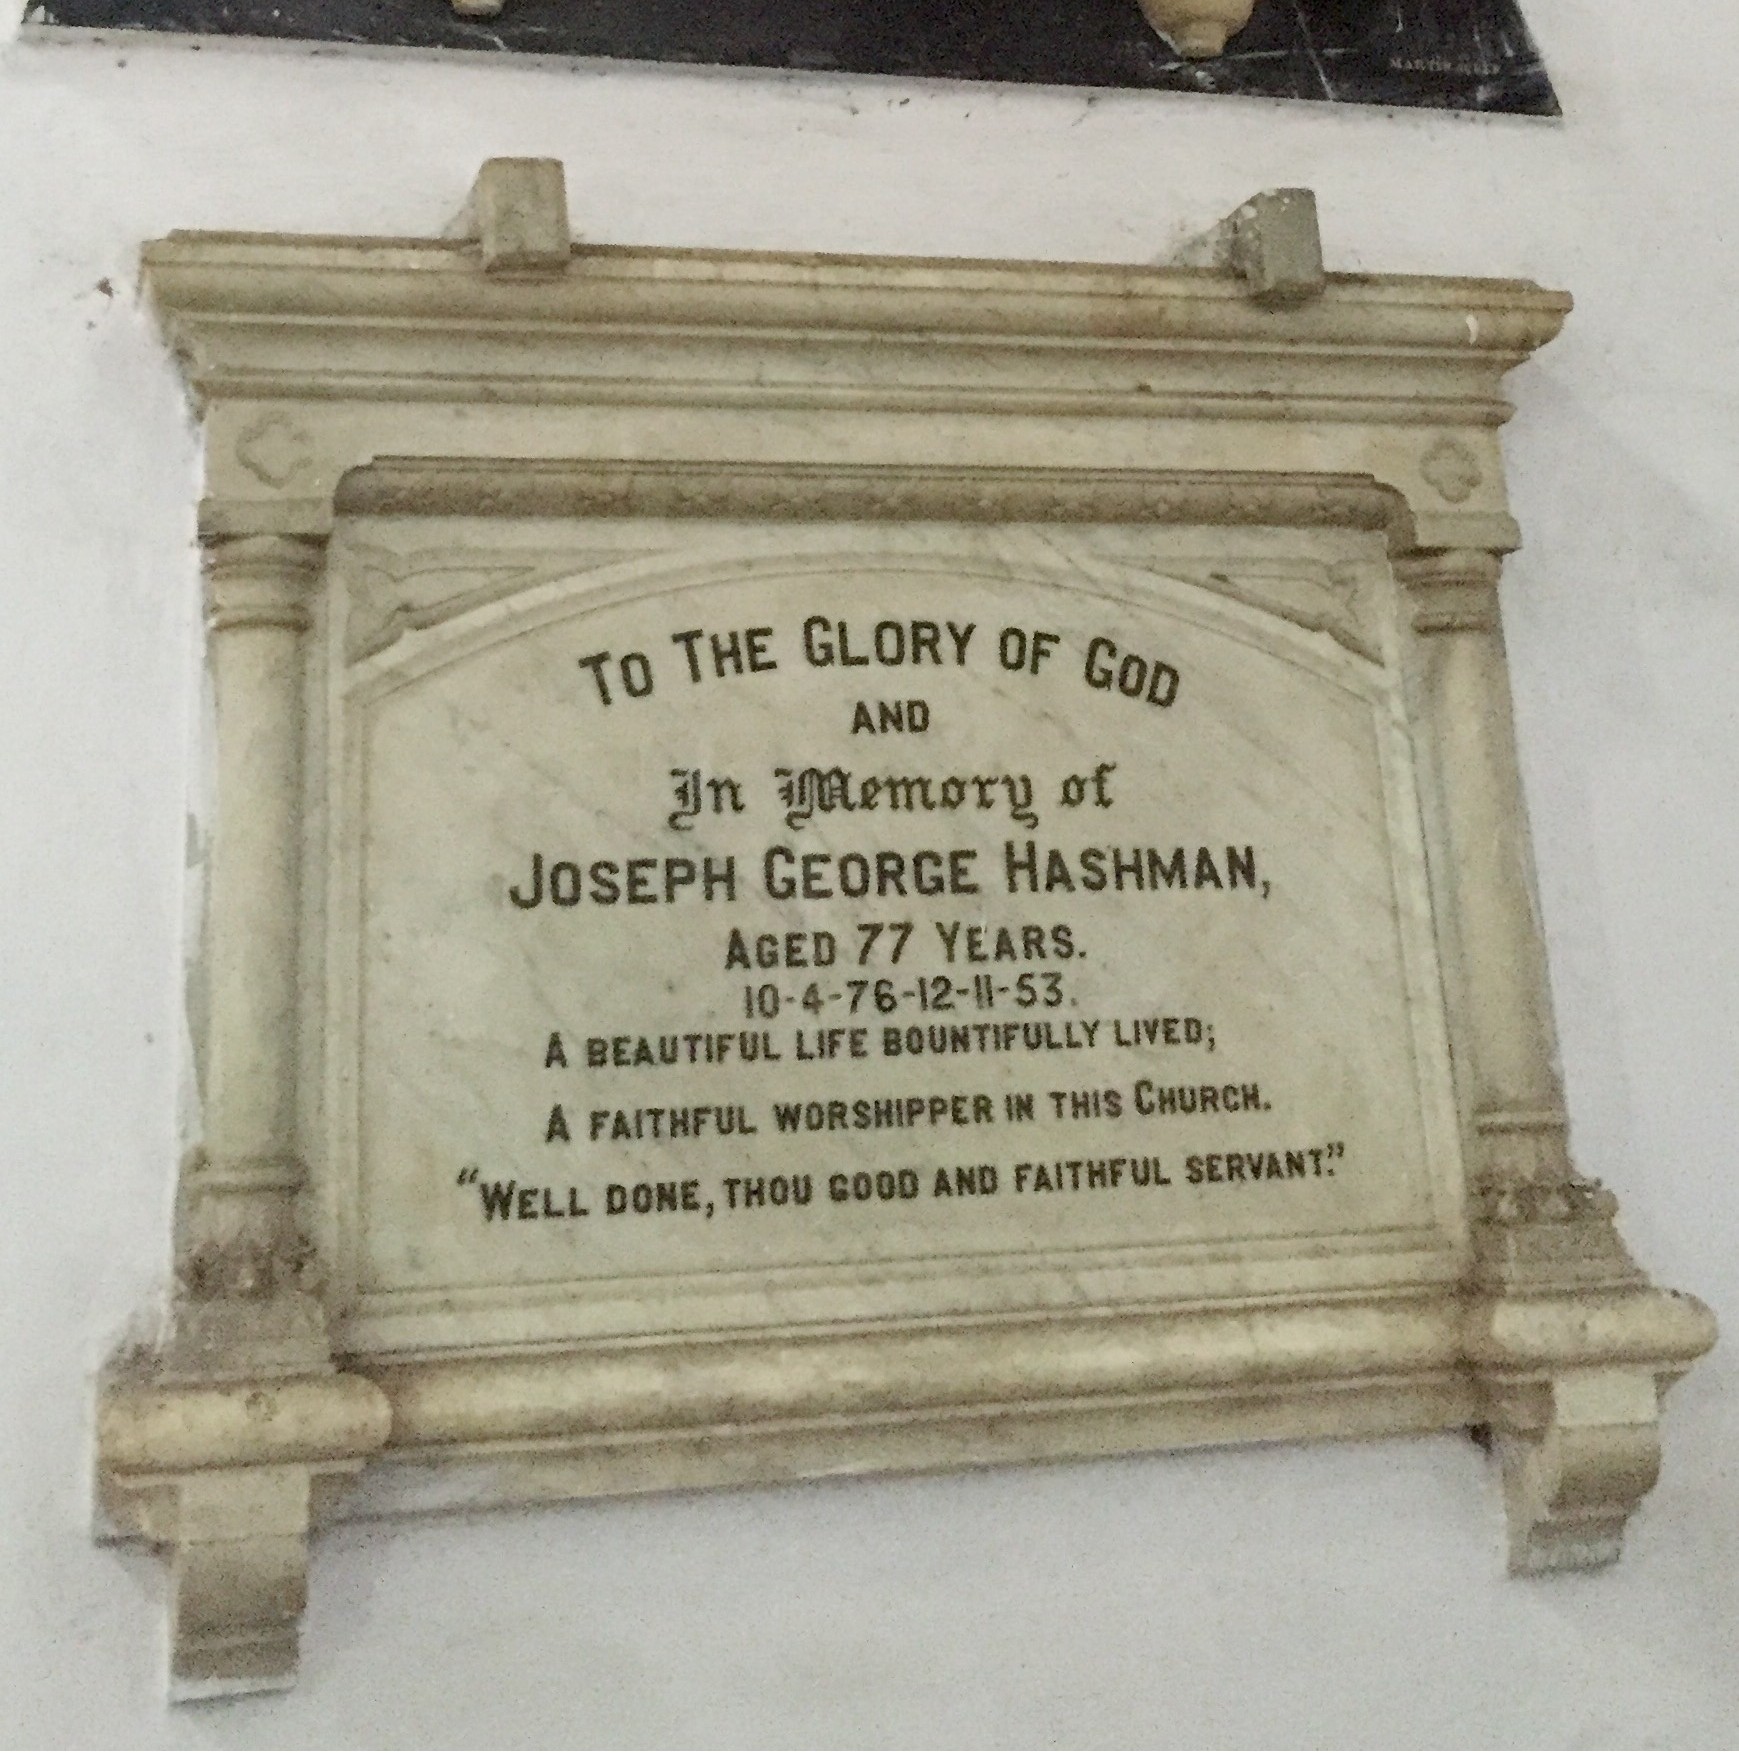 TO THE GLORY OF GOD
AND
In Memory of
JOSEPH GEORGE HASHMAN,
AGED 77 YEARS.
10-4-76-12-11-53.
A BEAUTIFUL LIFE BOUNTIFULLY LIVED;
A FAITHFUL WORSHIPPER IN THIS CHURCH.
“WELL DONE, THOU GOOD AND FAITHFUL SERVANT.”